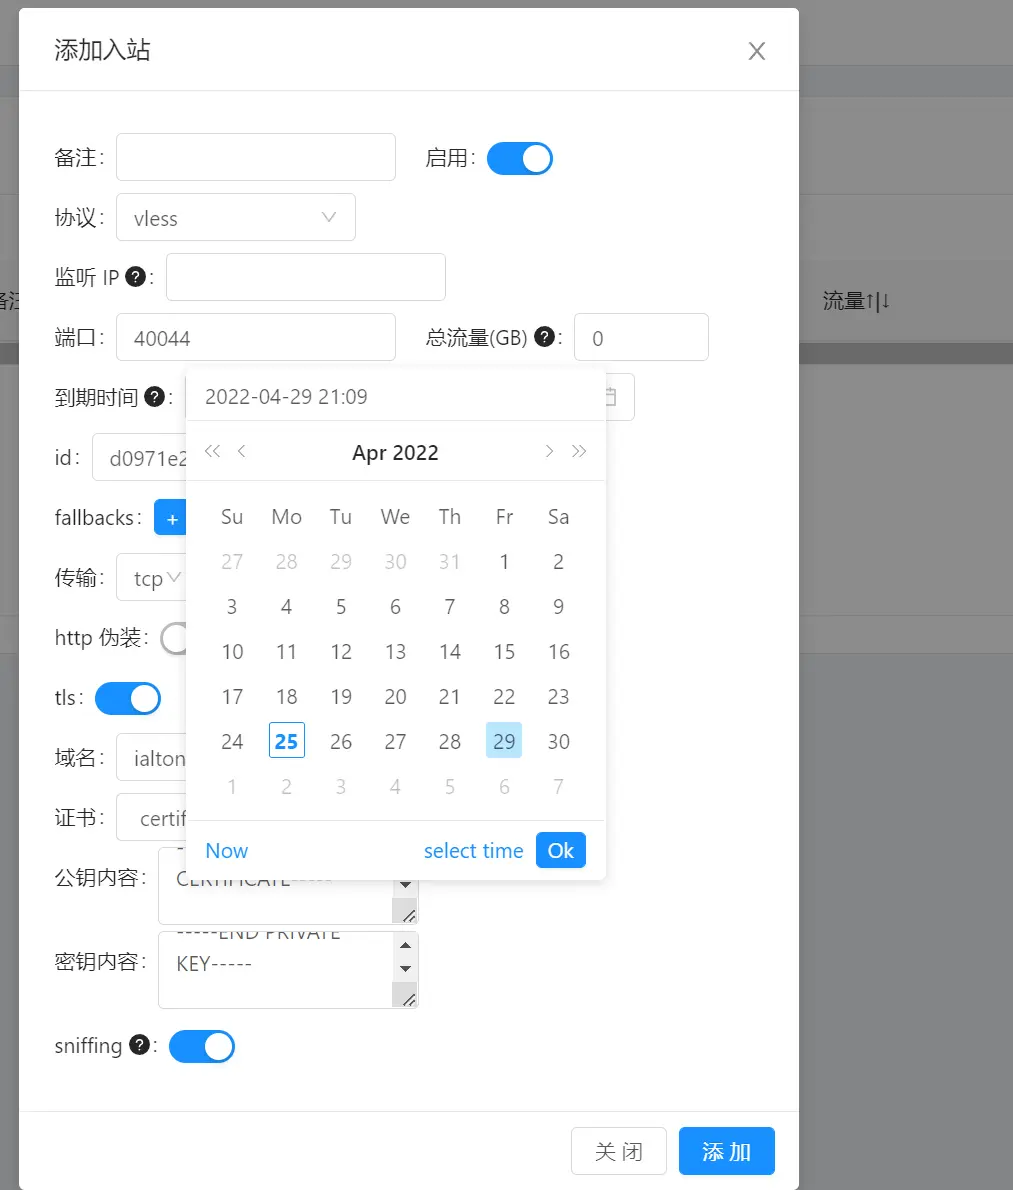 添加入站
备注:
启用:
协议: vless
监听 IP ? :
流量↑|↓
端口: 40044
总流量(GB) ? : 0
到期时间 ? : 2022-04-29 21:09
Apr 2022
id: d0971e2
fallbacks: +
Su Mo Tu We Th Fr Sa
27 28 29 30 31 1 2
传输: tcp
3 4 5 6 7 8 9
http 伪装:
10 11 12 13 14 15 16
tls:
17 18 19 20 21 22 23
24 25 26 27 28 29 30
域名: ialton
1 2 3 4 5 6 7
证书: certif
Now select time Ok
公钥内容: CERTIFICATE-----
-----END PRIVATE
密钥内容: KEY-----
sniffing ? :
关 闭 添 加